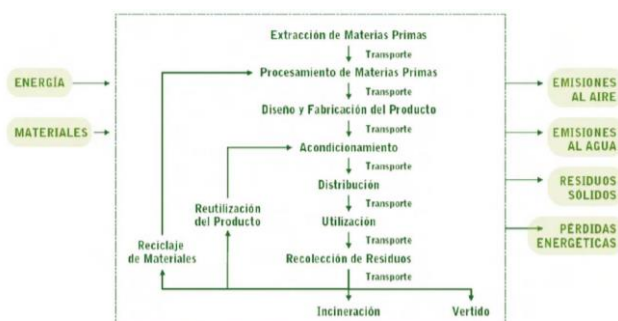 Extracción de Materias Primas
Transporte
Procesamiento de Materias Primas
Transporte
Diseño y Fabricación del Producto
Transporte
Acondicionamiento
Transporte
Distribución
Transporte
Utilización
Transporte
Recolección de Residuos
Transporte
Incineración
Vertido
Reutilización
del Producto
Reciclaje
de Materiales
ENERGÍA
MATERIALES
EMISIONES
AL AIRE
EMISIONES
AL AGUA
RESIDUOS
SÓLIDOS
PÉRDIDAS
ENERGÉTICAS